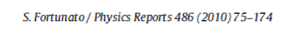 S. Fortunato / Physics Reports 486 (2010) 75–174